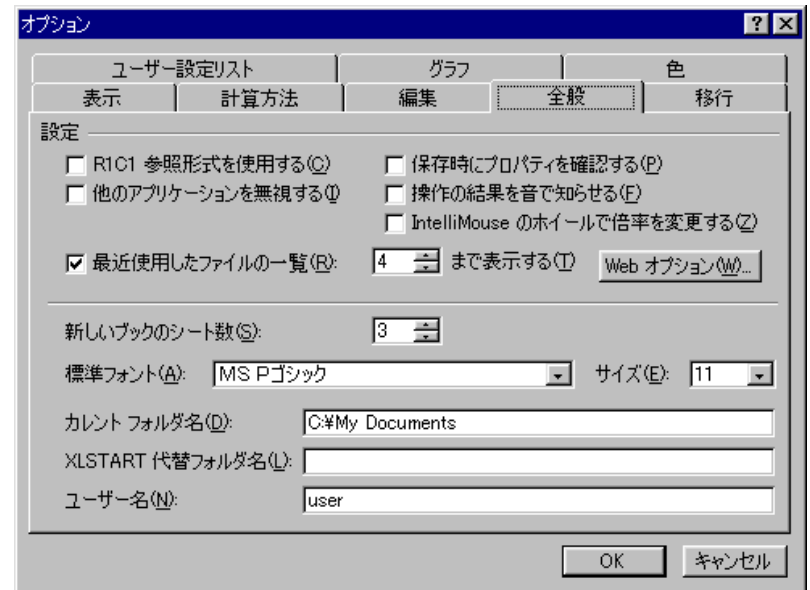 オプション
ユーザー設定リスト グラフ 色
表示 計算方法 編集 全般 移行
設定
R1C1 参照形式を使用する(C) 保存時にプロパティを確認する(P)
他のアプリケーションを無視する(I) 操作の結果を音で知らせる(F)
IntelliMouse のホイールで倍率を変更する(Z)
最近使用したファイルの一覧(R): 4 まで表示する(T) Web オプション(W)...
新しいブックのシート数(S): 3
標準フォント(A): MS Pゴシック サイズ(E): 11
カレント フォルダ名(D): C:¥My Documents
XLSTART 代替フォルダ名(L):
ユーザー名(N): user
OK キャンセル